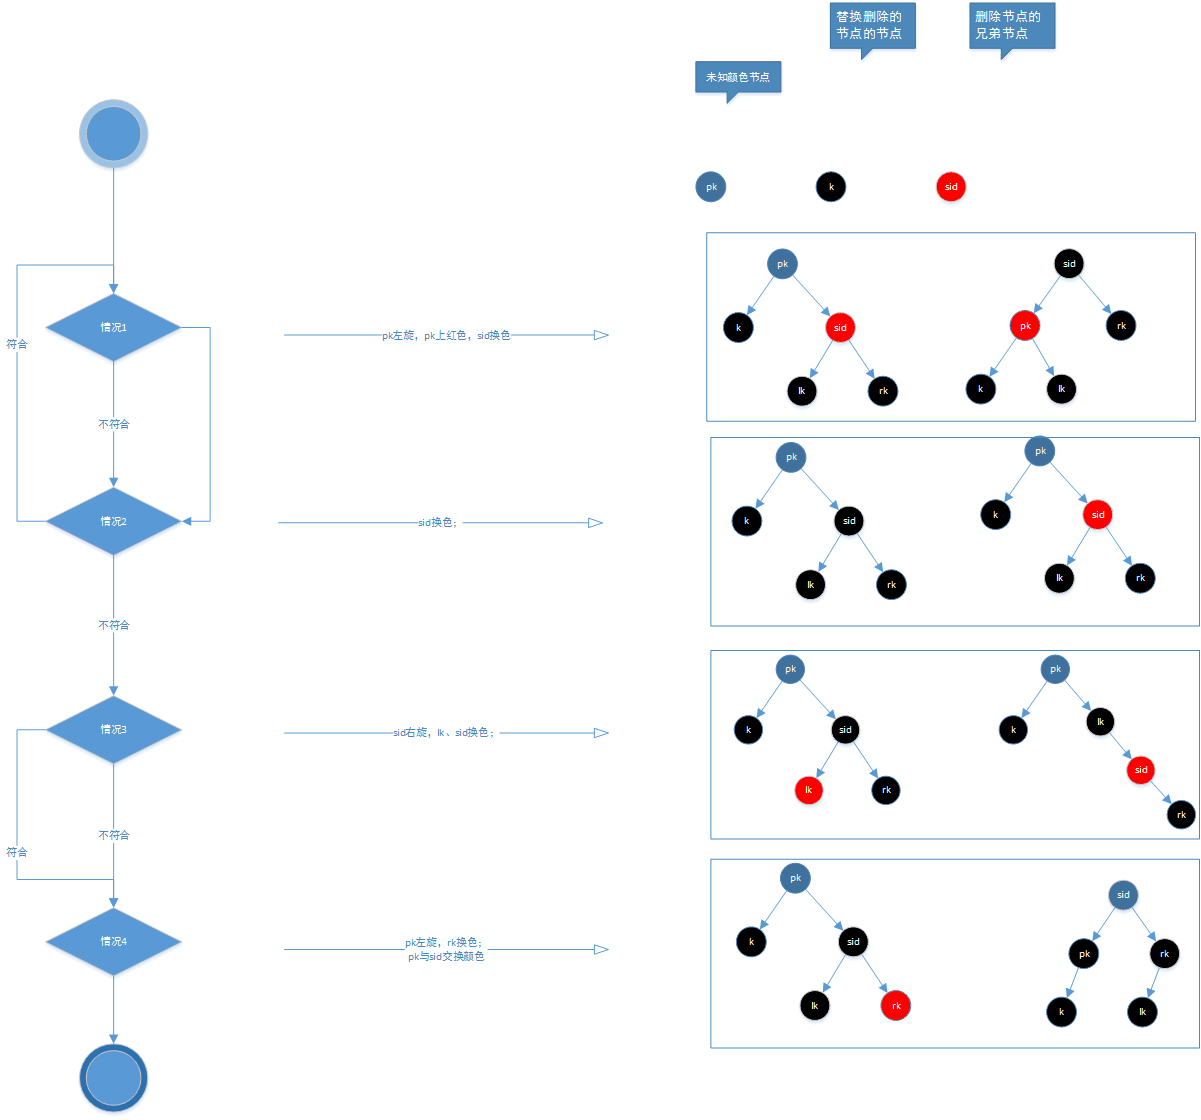 替换删除的
节点的节点
删除节点的
兄弟节点
未知颜色节点
pk
k
sid
情况1
符合
不符合
pk左旋，pk上红色，sid换色
pk
k
sid
lk
rk
sid
pk
rk
k
lk
情况2
不符合
sid换色；
pk
k
sid
lk
rk
pk
k
sid
lk
rk
情况3
符合
不符合
sid右旋，lk、sid换色；
pk
k
sid
lk
rk
pk
k
lk
sid
rk
情况4
pk左旋，rk换色；
pk与sid交换颜色
pk
k
sid
lk
rk
sid
pk
rk
k
lk